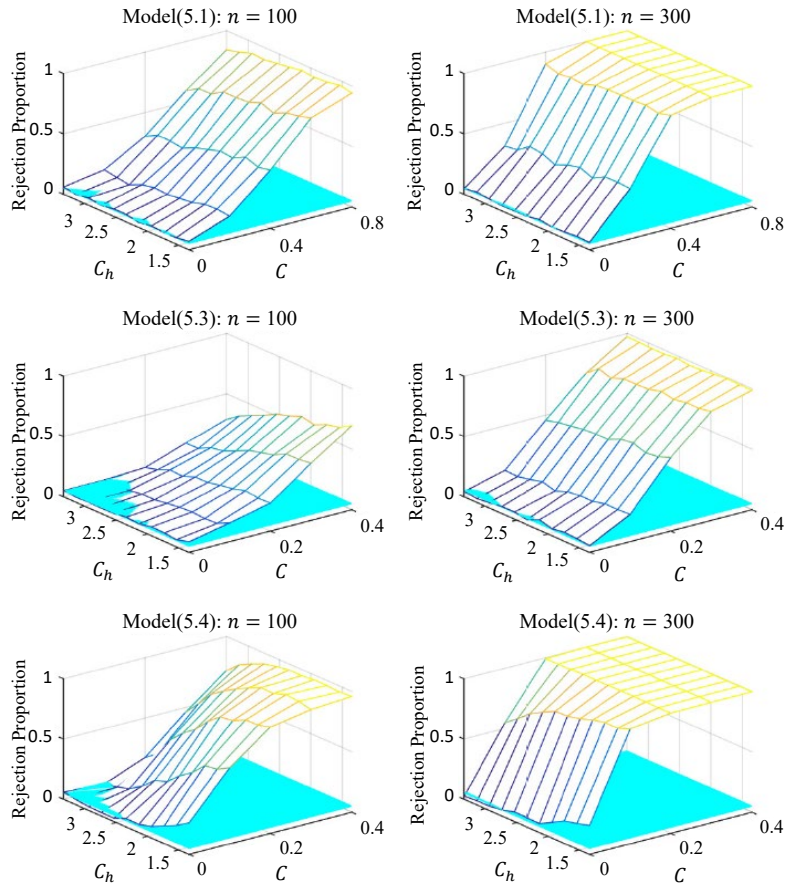 Model(5.1): n = 100
Rejection Proportion
1
0.5
0
3
2.5
2
1.5
C_h
0
0.4
0.8
C
Model(5.1): n = 300
Rejection Proportion
1
0.5
0
3
2.5
2
1.5
C_h
0
0.4
0.8
C
Model(5.3): n = 100
Rejection Proportion
1
0.5
0
3
2.5
2
1.5
C_h
0
0.2
0.4
C
Model(5.3): n = 300
Rejection Proportion
1
0.5
0
3
2.5
2
1.5
C_h
0
0.2
0.4
C
Model(5.4): n = 100
Rejection Proportion
1
0.5
0
3
2.5
2
1.5
C_h
0
0.2
0.4
C
Model(5.4): n = 300
Rejection Proportion
1
0.5
0
3
2.5
2
1.5
C_h
0
0.2
0.4
C